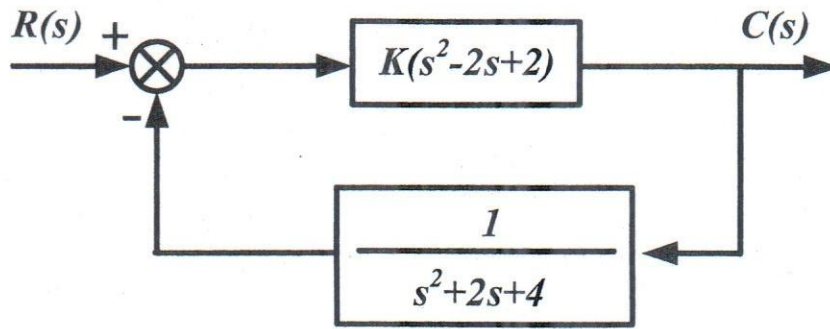 R(s)
+
K(s²-2s+2)
C(s)
-
1
s²+2s+4